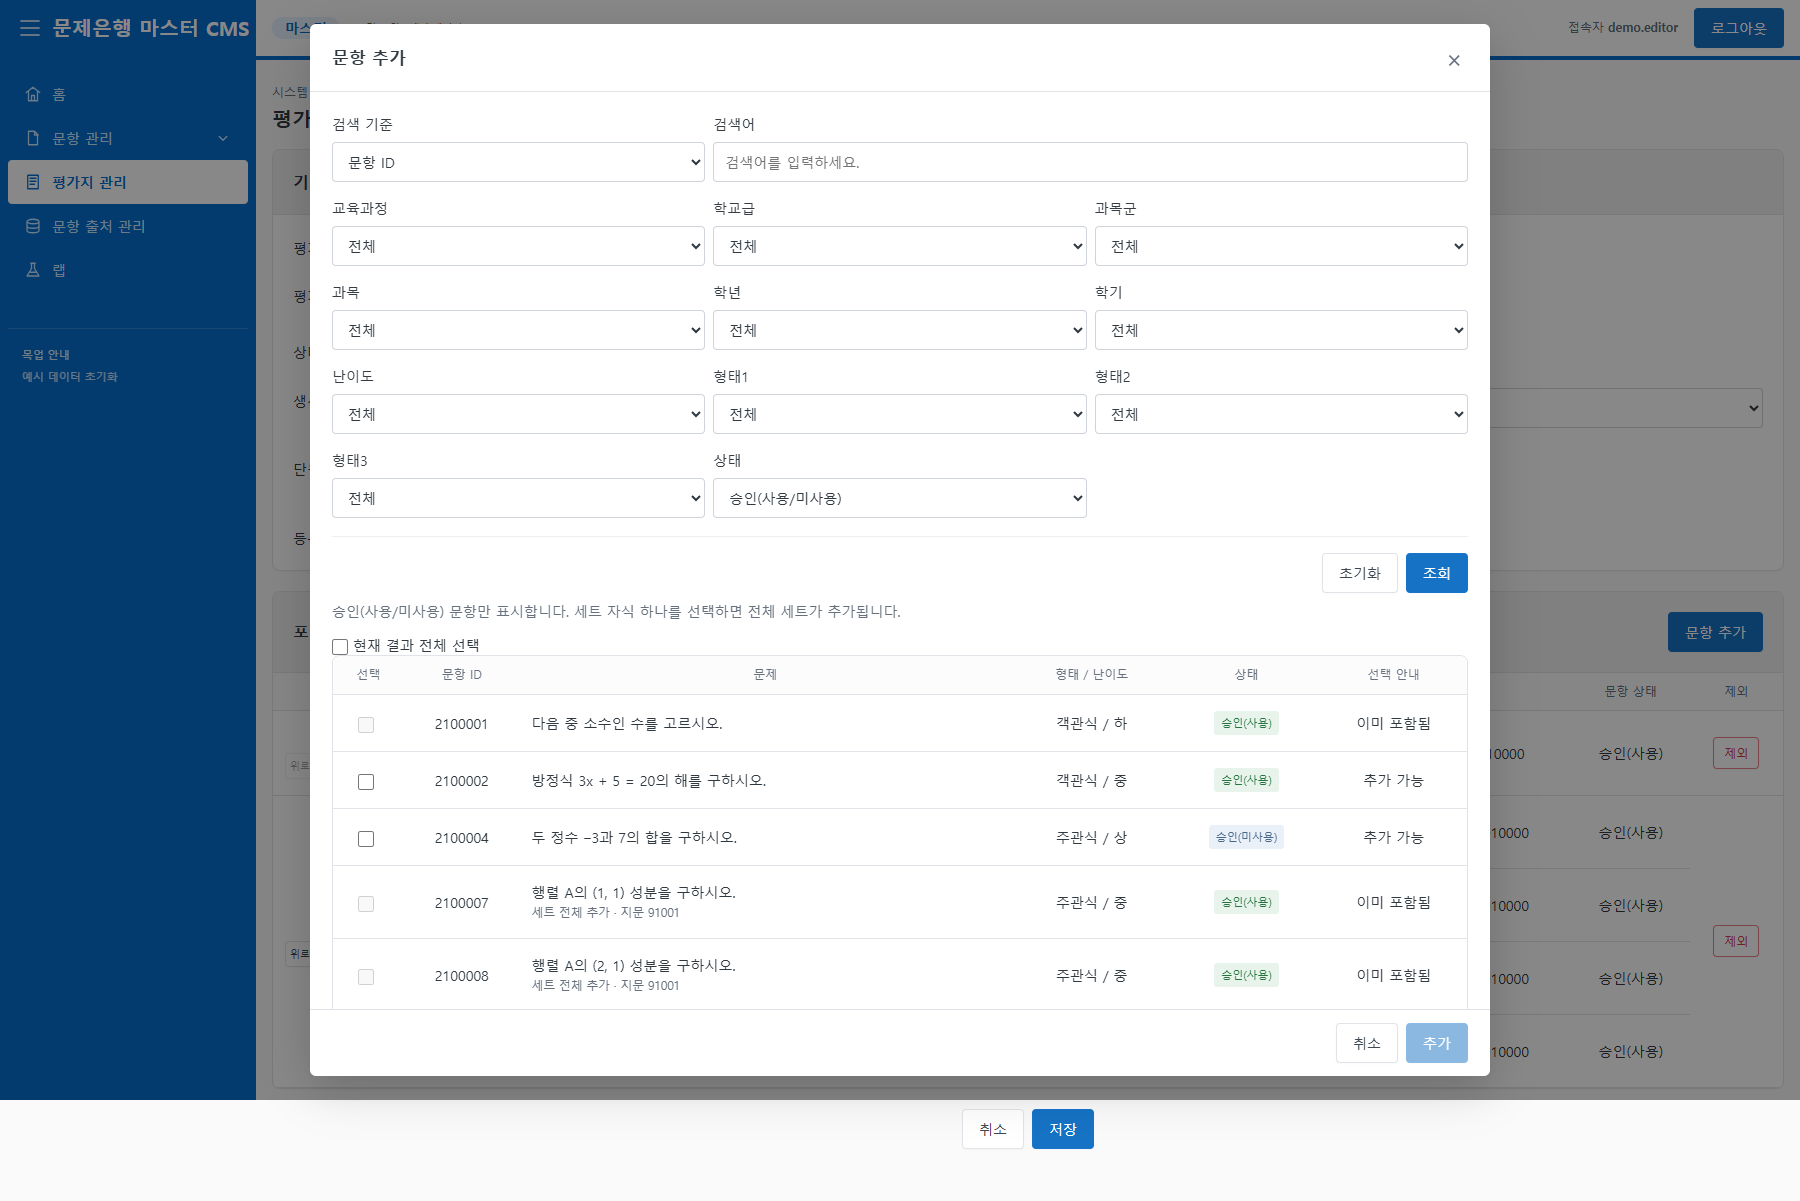 문제은행 마스터 CMS
접속자 demo.editor
로그아웃
홈
문항 관리
평가지 관리
문항 출처 관리
랩
목업 안내
예시 데이터 초기화
시스템
문항 추가
×
검색 기준
검색어
문항 ID
검색어를 입력하세요.
교육과정
학교급
과목군
전체
전체
전체
과목
학년
학기
전체
전체
전체
난이도
형태1
형태2
전체
전체
전체
형태3
상태
전체
승인(사용/미사용)
초기화
조회
승인(사용/미사용) 문항만 표시합니다. 세트 자식 하나를 선택하면 전체 세트가 추가됩니다.
현재 결과 전체 선택
선택 문항 ID 문제 형태 / 난이도 상태 선택 안내
2100001 다음 중 소수인 수를 고르시오. 객관식 / 하 승인(사용) 이미 포함됨
2100002 방정식 3x + 5 = 20의 해를 구하시오. 객관식 / 중 승인(사용) 추가 가능
2100004 두 정수 −3과 7의 합을 구하시오. 주관식 / 상 승인(미사용) 추가 가능
2100007 행렬 A의 (1, 1) 성분을 구하시오. 주관식 / 중 승인(사용) 이미 포함됨
세트 전체 추가 · 지문 91001
2100008 행렬 A의 (2, 1) 성분을 구하시오. 주관식 / 중 승인(사용) 이미 포함됨
세트 전체 추가 · 지문 91001
취소
추가
문항 추가
문항 상태 제외
승인(사용) 제외
10000 승인(사용)
10000 승인(사용)
제외
10000 승인(사용)
10000 승인(사용)
취소
저장